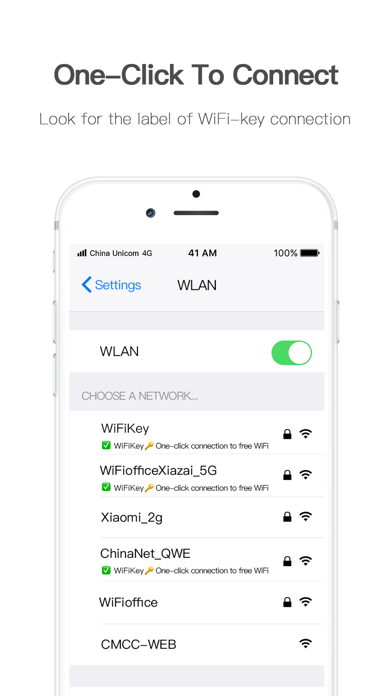 One-Click To Connect
Look for the label of WiFi-key connection
China Unicom 4G 41 AM 100%
Settings WLAN
WLAN
CHOOSE A NETWORK...
WiFiKey
✅ WiFiKey🔑 One-click connection to free WiFi
WiFiofficeXiazai_5G
✅ WiFiKey🔑 One-click connection to free WiFi
Xiaomi_2g
ChinaNet_QWE
✅ WiFiKey🔑 One-click connection to free WiFi
WiFioffice
CMCC-WEB